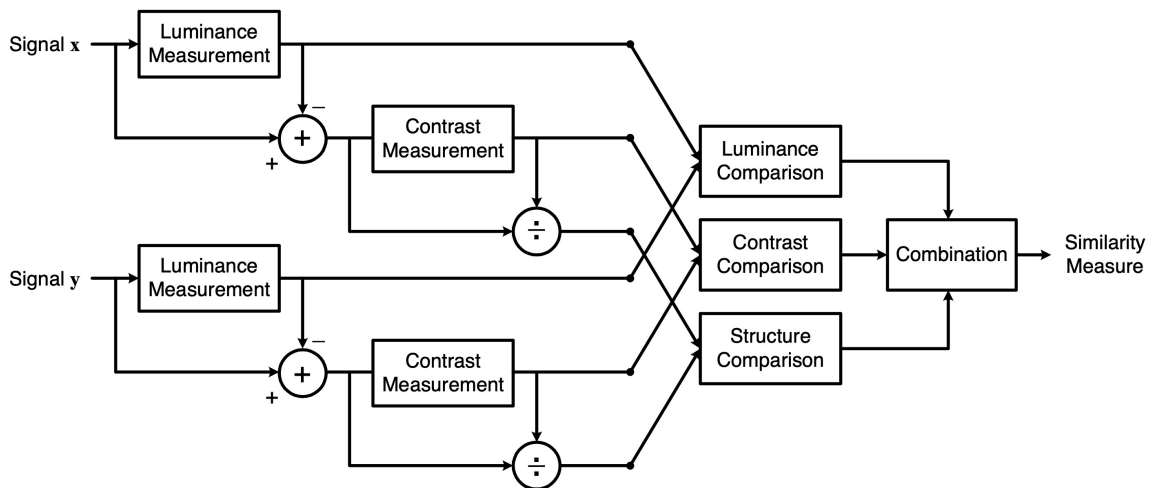 Signal x
Luminance
Measurement
−
+
+
Contrast
Measurement
÷
Signal y
Luminance
Measurement
−
+
+
Contrast
Measurement
÷
Luminance
Comparison
Contrast
Comparison
Structure
Comparison
Combination
Similarity
Measure